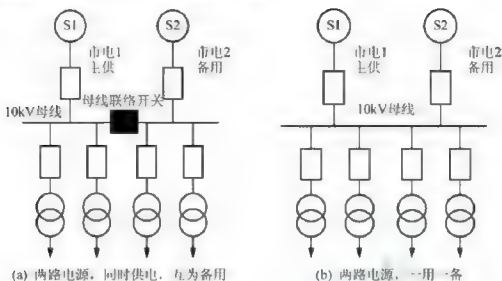 S1
S2
市电1
主供
市电2
备用
母线联络开关
10kV母线
(a) 两路电源，同时供电，互为备用
S1
S2
市电1
主供
市电2
备用
10kV母线
(b) 两路电源，一用一备